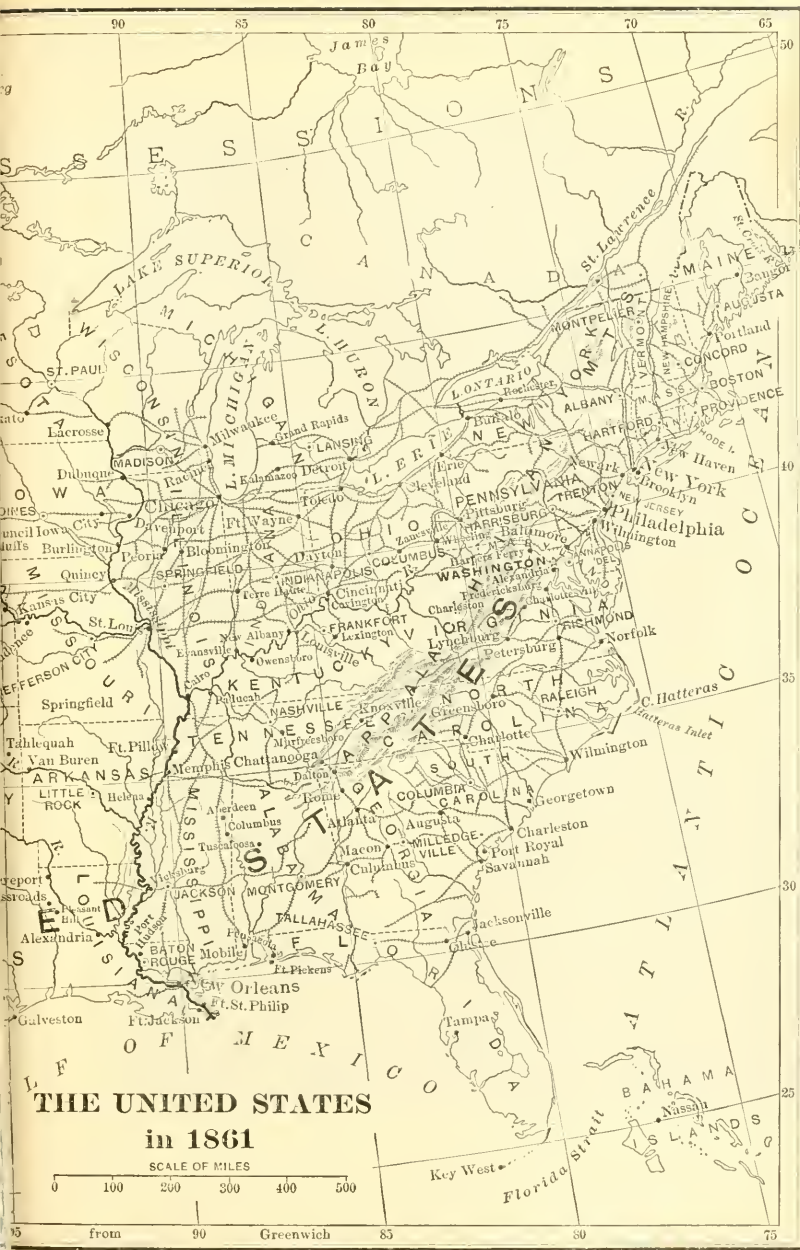 90 85 80 75 70 65
James
Bay
50
S S E S S I O N S
R.
St. Lawrence
C A N A D A
LAKE SUPERIOR
MAINE
Bangor
AUGUSTA
MONTPELIER
VERMONT
NEW HAMPSHIRE
Portland
CONCORD
MICHIGAN
WISCONSIN
L. HURON
L. MICHIGAN
ST. PAUL
L ONTARIO
Rochester
Buffalo
NEW YORK
ALBANY
MASS
BOSTON
PROVIDENCE
HARTFORD
RHODE I.
Lacrosse
Milwaukee
Grand Rapids
LANSING
MADISON
Racine
Kalamazoo
Detroit
L. ERIE
Erie
New Haven
40
Dubuque
Chicago
Toledo
Cleveland
Newark
New York
Brooklyn
PENNSYLVANIA
TRENTON
NEW JERSEY
Philadelphia
Wilmington
Pittsburg
HARRISBURG
Baltimore
ANNAPOLIS
DEL.
Iowa City
Davenport
Ft. Wayne
OHIO
Zanesville
Wheeling
Burlington
Peoria
Bloomington
Dayton
COLUMBUS
Harpers Ferry
WASHINGTON
Alexandria
Fredericksburg
Charlottesville
Quincy
SPRINGFIELD
INDIANAPOLIS
Terre Haute
Cincinnati
Covington
Charleston
ILLINOIS
INDIANA
Kansas City
MISSOURI
Mississippi
St. Louis
New Albany
FRANKFORT
Lexington
Louisville
VIRGINIA
Lynchburg
RICHMOND
Petersburg
Norfolk
JEFFERSON CITY
Evansville
Owensboro
KENTUCKY
Cairo
Paducah
35
Springfield
NASHVILLE
Knoxville
Greensboro
NORTH
RALEIGH
CAROLINA
C. Hatteras
Hatteras Inlet
TENNESSEE
Murfreesboro
Tahlequah
Van Buren
Ft. Pillow
Memphis
Chattanooga
Charlotte
Wilmington
ARKANSAS
LITTLE
ROCK
Helena
Dalton
Rome
SOUTH
COLUMBIA
CAROLINA
Georgetown
MISSISSIPPI
ALABAMA
GEORGIA
Aberdeen
Columbus
Tuscaloosa
Atlanta
Augusta
Charleston
Macon
MILLEDGE-
VILLE
Port Royal
Savannah
Columbus
Vicksburg
JACKSON
MONTGOMERY
30
LOUISIANA
Pleasant
Hill
Alexandria
Port
Hudson
BATON
ROUGE
Mobile
Pensacola
TALLAHASSEE
Jacksonville
FLORIDA
Ft. Pickens
New Orleans
Ft. St. Philip
Ft. Jackson
Galveston
Tampa
OF MEXICO
ATLANTIC OCEAN
STATES
25
BAHAMA
ISLANDS
Nassau
Key West
Florida Strait
THE UNITED STATES
in 1861
SCALE OF MILES
0 100 200 300 400 500
95 from 90 Greenwich 85 80 75